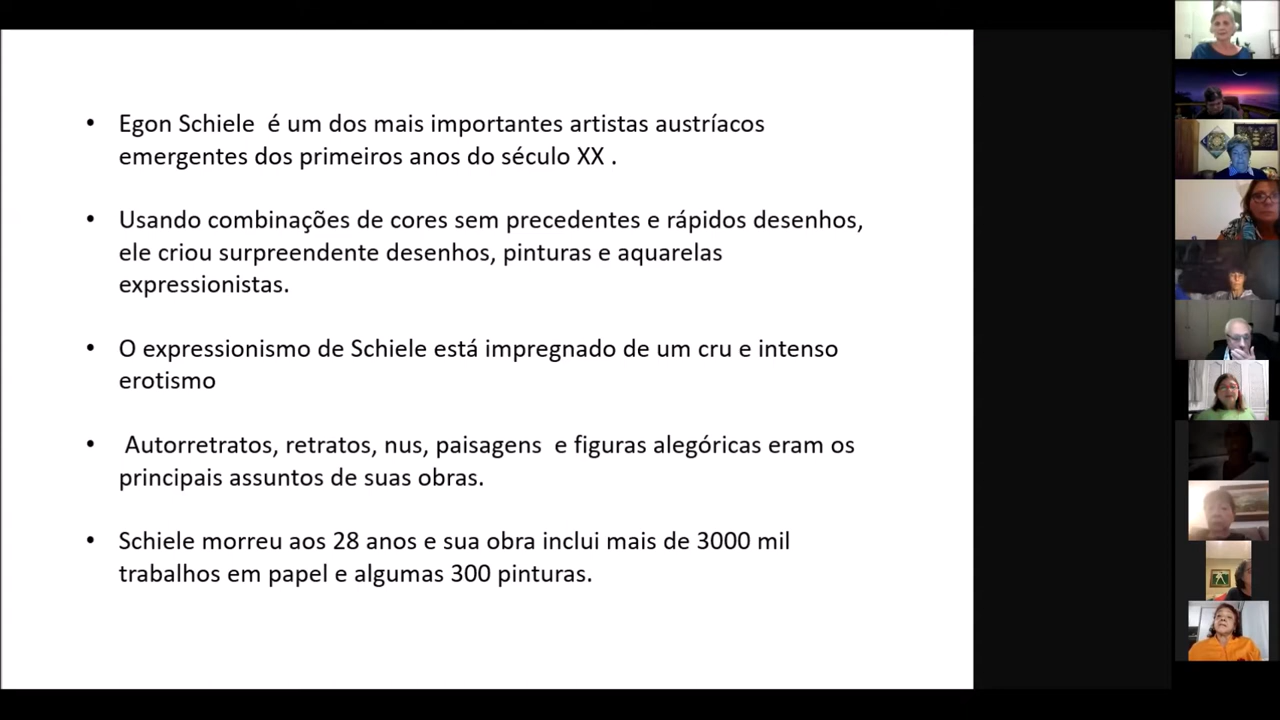 • Egon Schiele  é um dos mais importantes artistas austríacos
emergentes dos primeiros anos do século XX .
• Usando combinações de cores sem precedentes e rápidos desenhos,
ele criou surpreendente desenhos, pinturas e aquarelas
expressionistas.
• O expressionismo de Schiele está impregnado de um cru e intenso
erotismo
• Autorretratos, retratos, nus, paisagens  e figuras alegóricas eram os
principais assuntos de suas obras.
• Schiele morreu aos 28 anos e sua obra inclui mais de 3000 mil
trabalhos em papel e algumas 300 pinturas.